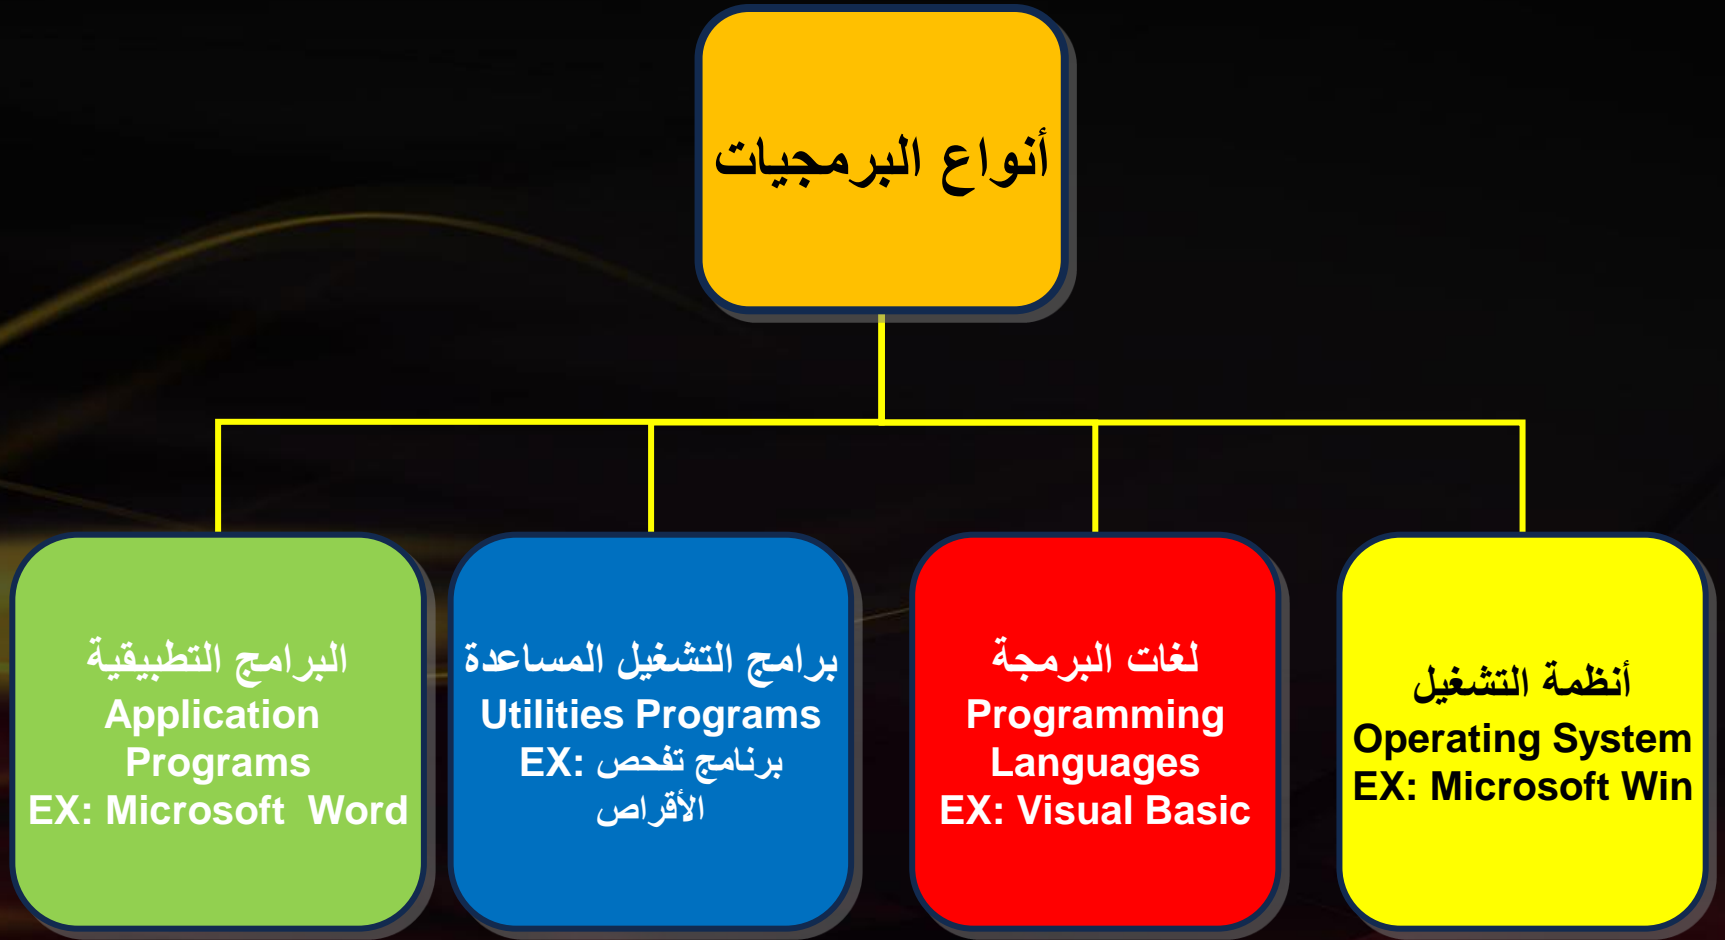 أنواع البرمجيات
أنظمة التشغيل
Operating System
EX: Microsoft Win
لغات البرمجة
Programming
Languages
EX: Visual Basic
برامج التشغيل المساعدة
Utilities Programs
EX: برنامج تفحص
الأقراص
البرامج التطبيقية
Application
Programs
EX: Microsoft  Word